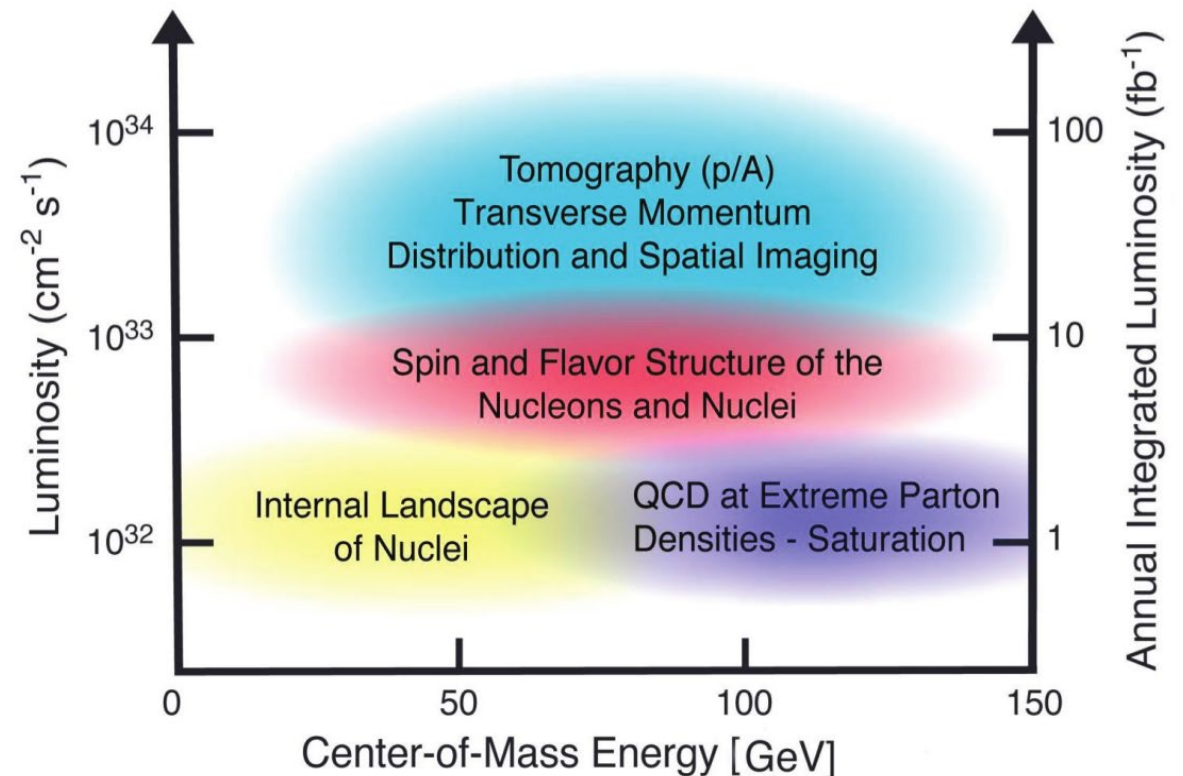 Luminosity (cm⁻² s⁻¹)
10³⁴
10³³
10³²
Tomography (p/A)
Transverse Momentum
Distribution and Spatial Imaging
Spin and Flavor Structure of the
Nucleons and Nuclei
Internal Landscape
of Nuclei
QCD at Extreme Parton
Densities - Saturation
100
10
1
Annual Integrated Luminosity (fb⁻¹)
0 50 100 150
Center-of-Mass Energy [GeV]